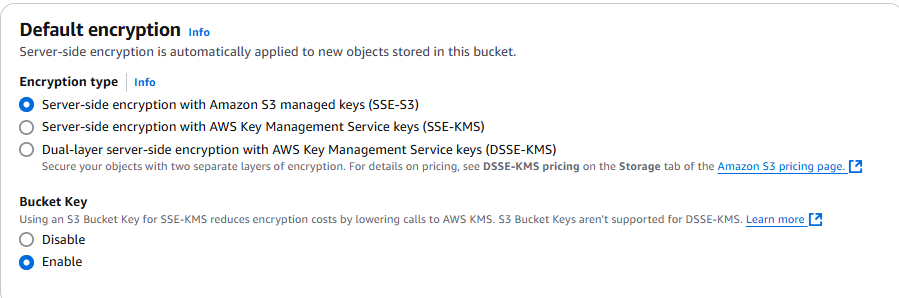 Default encryption Info
Server-side encryption is automatically applied to new objects stored in this bucket.
Encryption type Info
Server-side encryption with Amazon S3 managed keys (SSE-S3)
Server-side encryption with AWS Key Management Service keys (SSE-KMS)
Dual-layer server-side encryption with AWS Key Management Service keys (DSSE-KMS)
Secure your objects with two separate layers of encryption. For details on pricing, see DSSE-KMS pricing on the Storage tab of the Amazon S3 pricing page.
Bucket Key
Using an S3 Bucket Key for SSE-KMS reduces encryption costs by lowering calls to AWS KMS. S3 Bucket Keys aren't supported for DSSE-KMS. Learn more
Disable
Enable